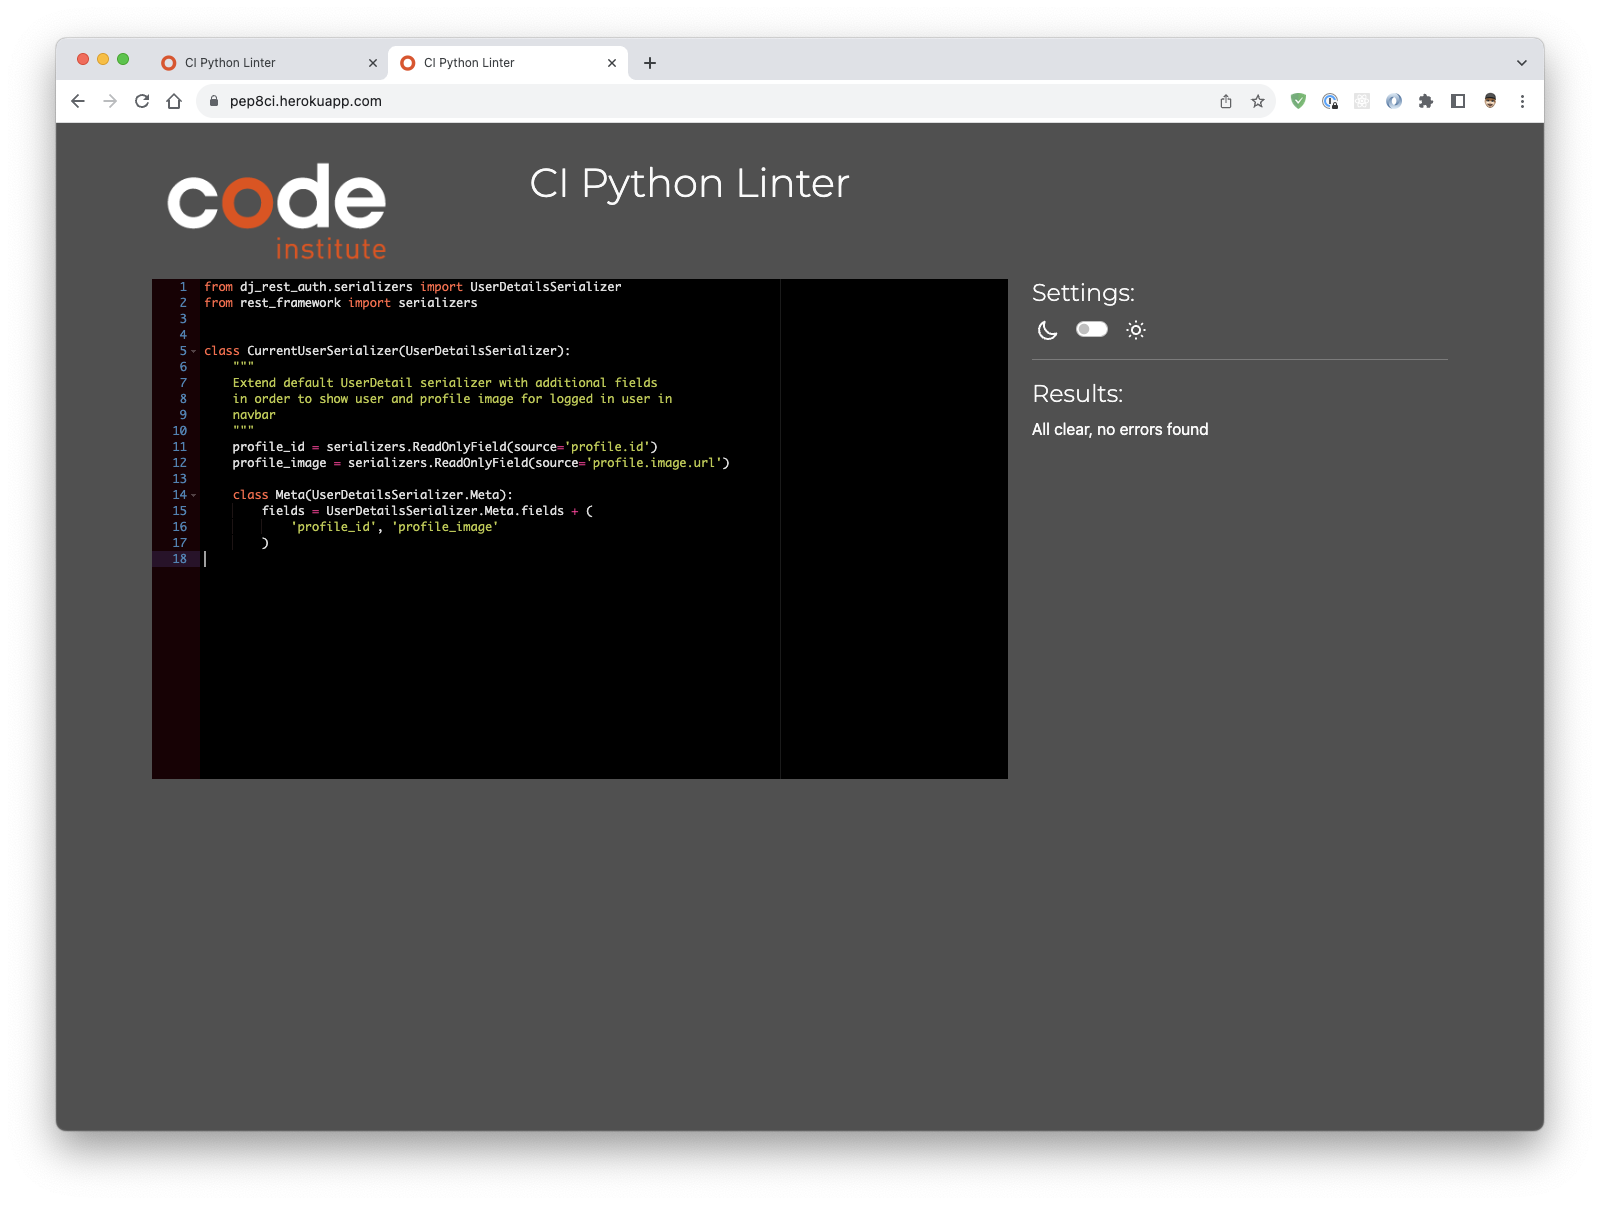 CI Python Linter
CI Python Linter
pep8ci.herokuapp.com
code
institute
CI Python Linter
1 from dj_rest_auth.serializers import UserDetailsSerializer
2 from rest_framework import serializers
3
4
5 class CurrentUserSerializer(UserDetailsSerializer):
6     """
7     Extend default UserDetail serializer with additional fields
8     in order to show user and profile image for logged in user in
9     navbar
10     """
11     profile_id = serializers.ReadOnlyField(source='profile.id')
12     profile_image = serializers.ReadOnlyField(source='profile.image.url')
13
14     class Meta(UserDetailsSerializer.Meta):
15         fields = UserDetailsSerializer.Meta.fields + (
16             'profile_id', 'profile_image'
17         )
18
Settings:
Results:
All clear, no errors found